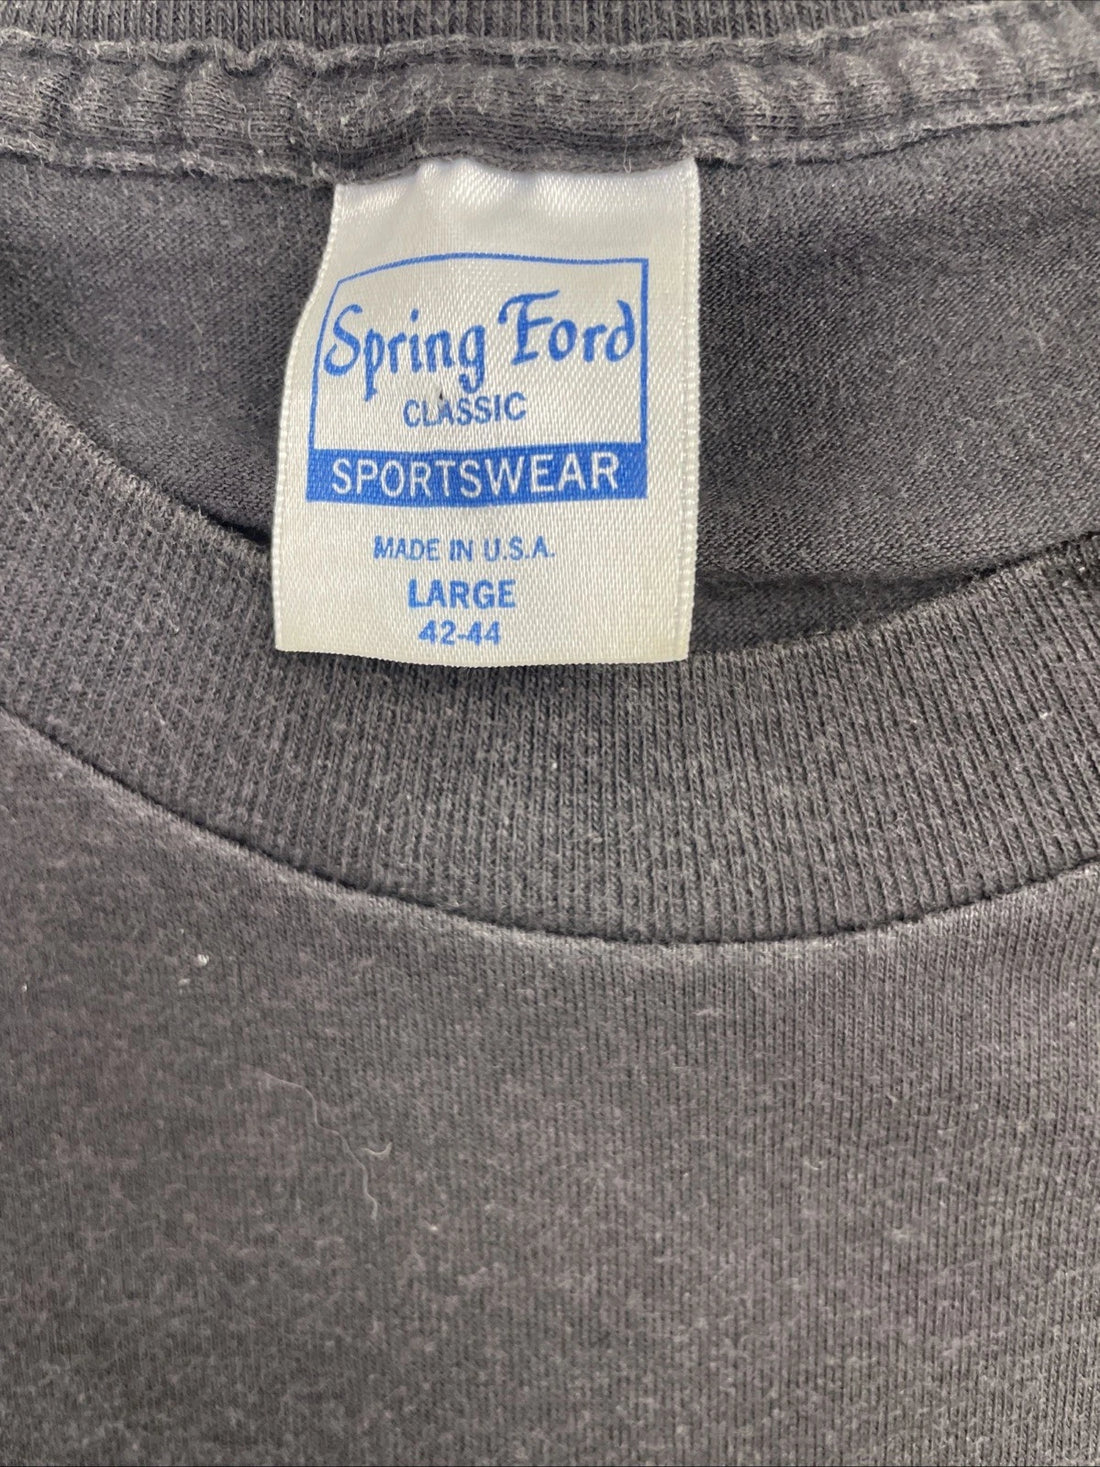 Spring Ford
CLASSIC
SPORTSWEAR
MADE IN U.S.A.
LARGE
42-44